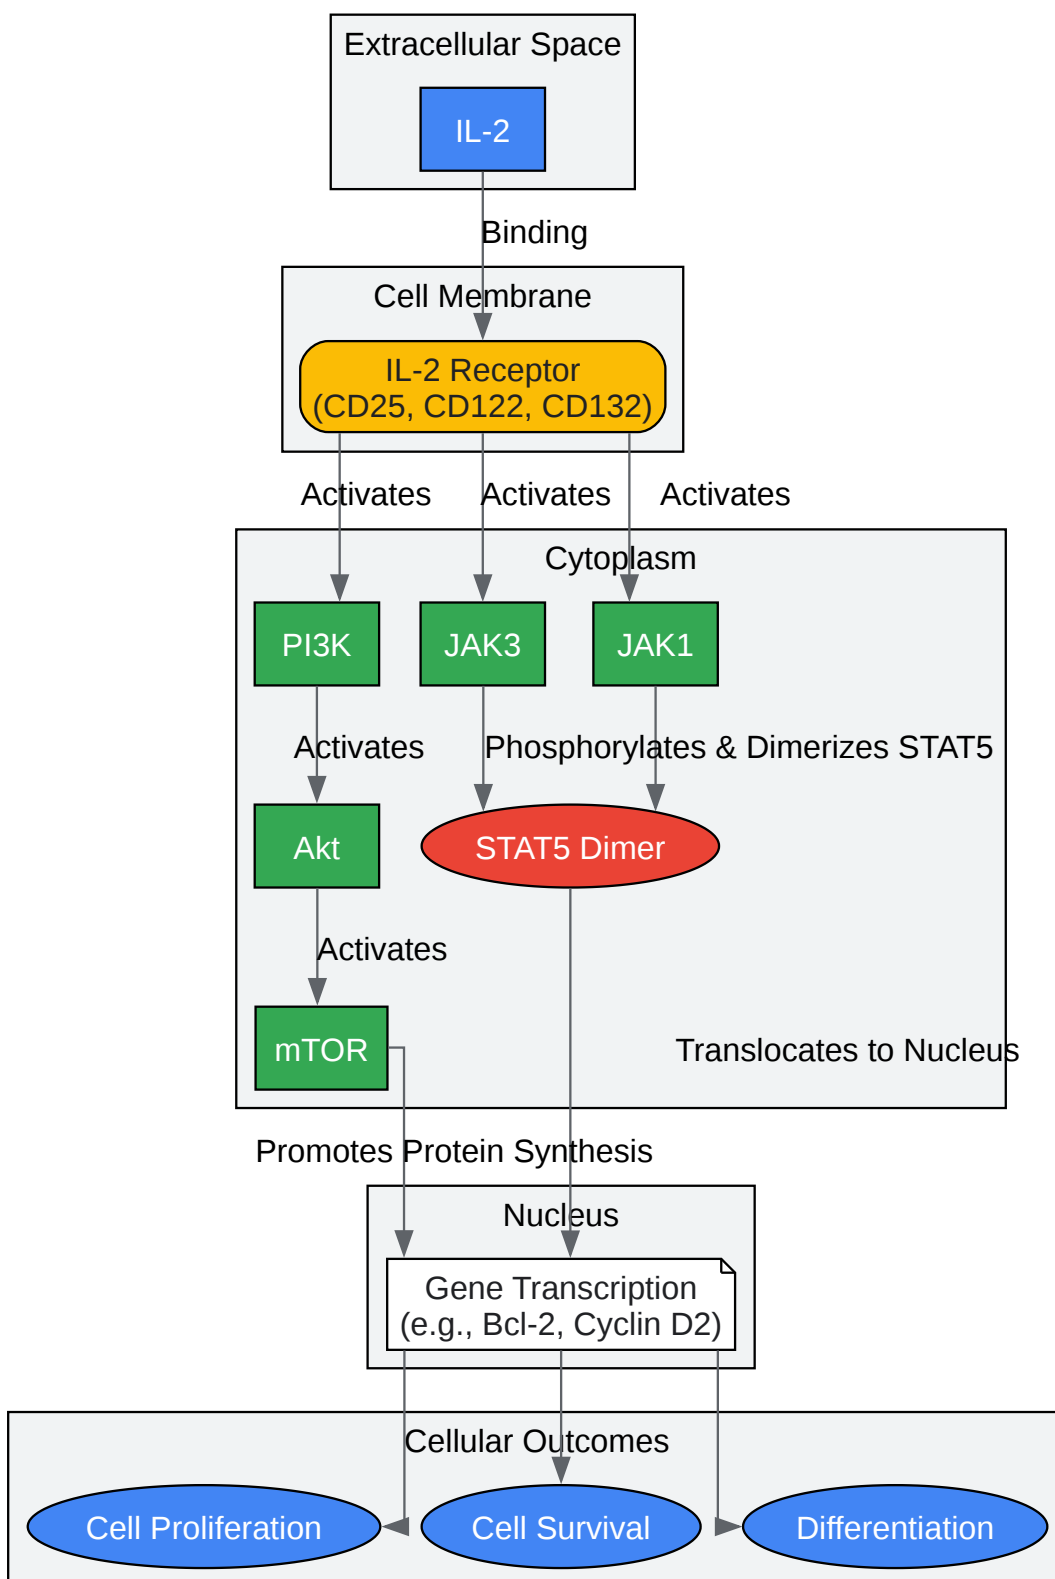 Extracellular Space
IL-2
Binding
Cell Membrane
IL-2 Receptor
(CD25, CD122, CD132)
Activates
Activates
Activates
Cytoplasm
PI3K
JAK3
JAK1
Activates
Phosphorylates & Dimerizes STAT5
Akt
STAT5 Dimer
Activates
mTOR
Translocates to Nucleus
Promotes Protein Synthesis
Nucleus
Gene Transcription
(e.g., Bcl-2, Cyclin D2)
Cellular Outcomes
Cell Proliferation
Cell Survival
Differentiation